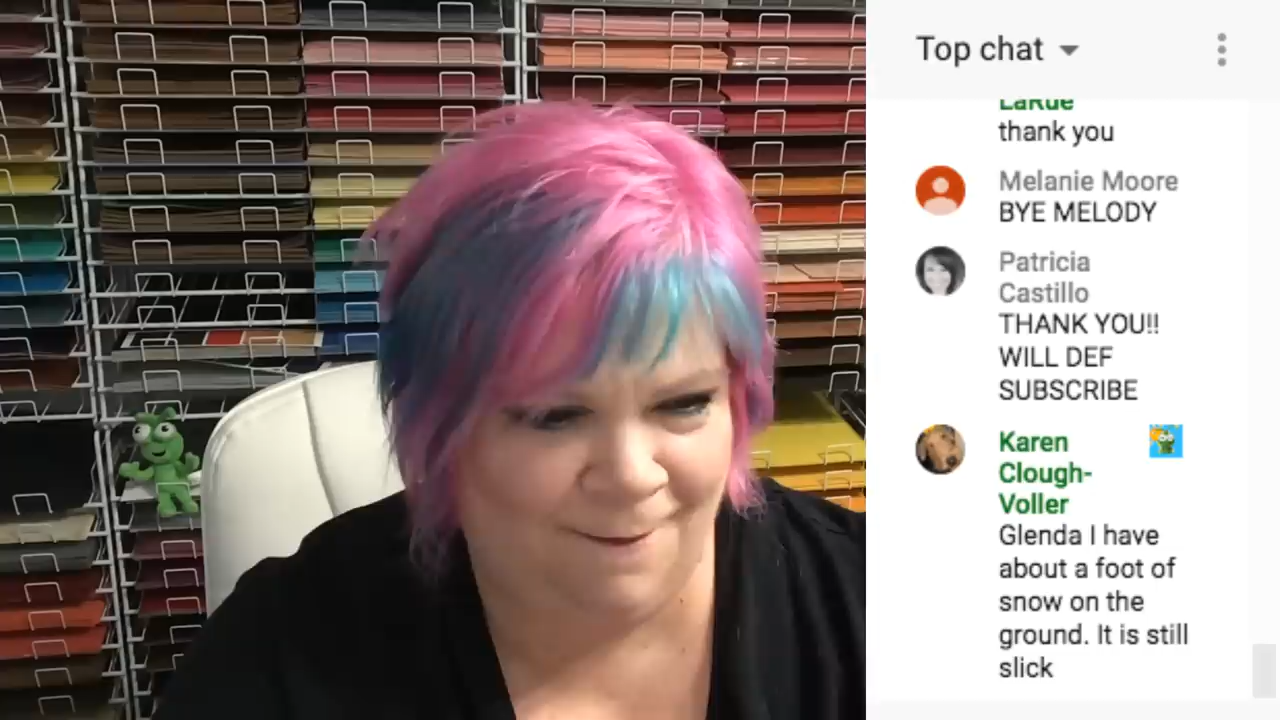 Top chat
LaRue
thank you
Melanie Moore
BYE MELODY
Patricia
Castillo
THANK YOU!!
WILL DEF
SUBSCRIBE
Karen
Clough-
Voller
Glenda I have
about a foot of
snow on the
ground. It is still
slick